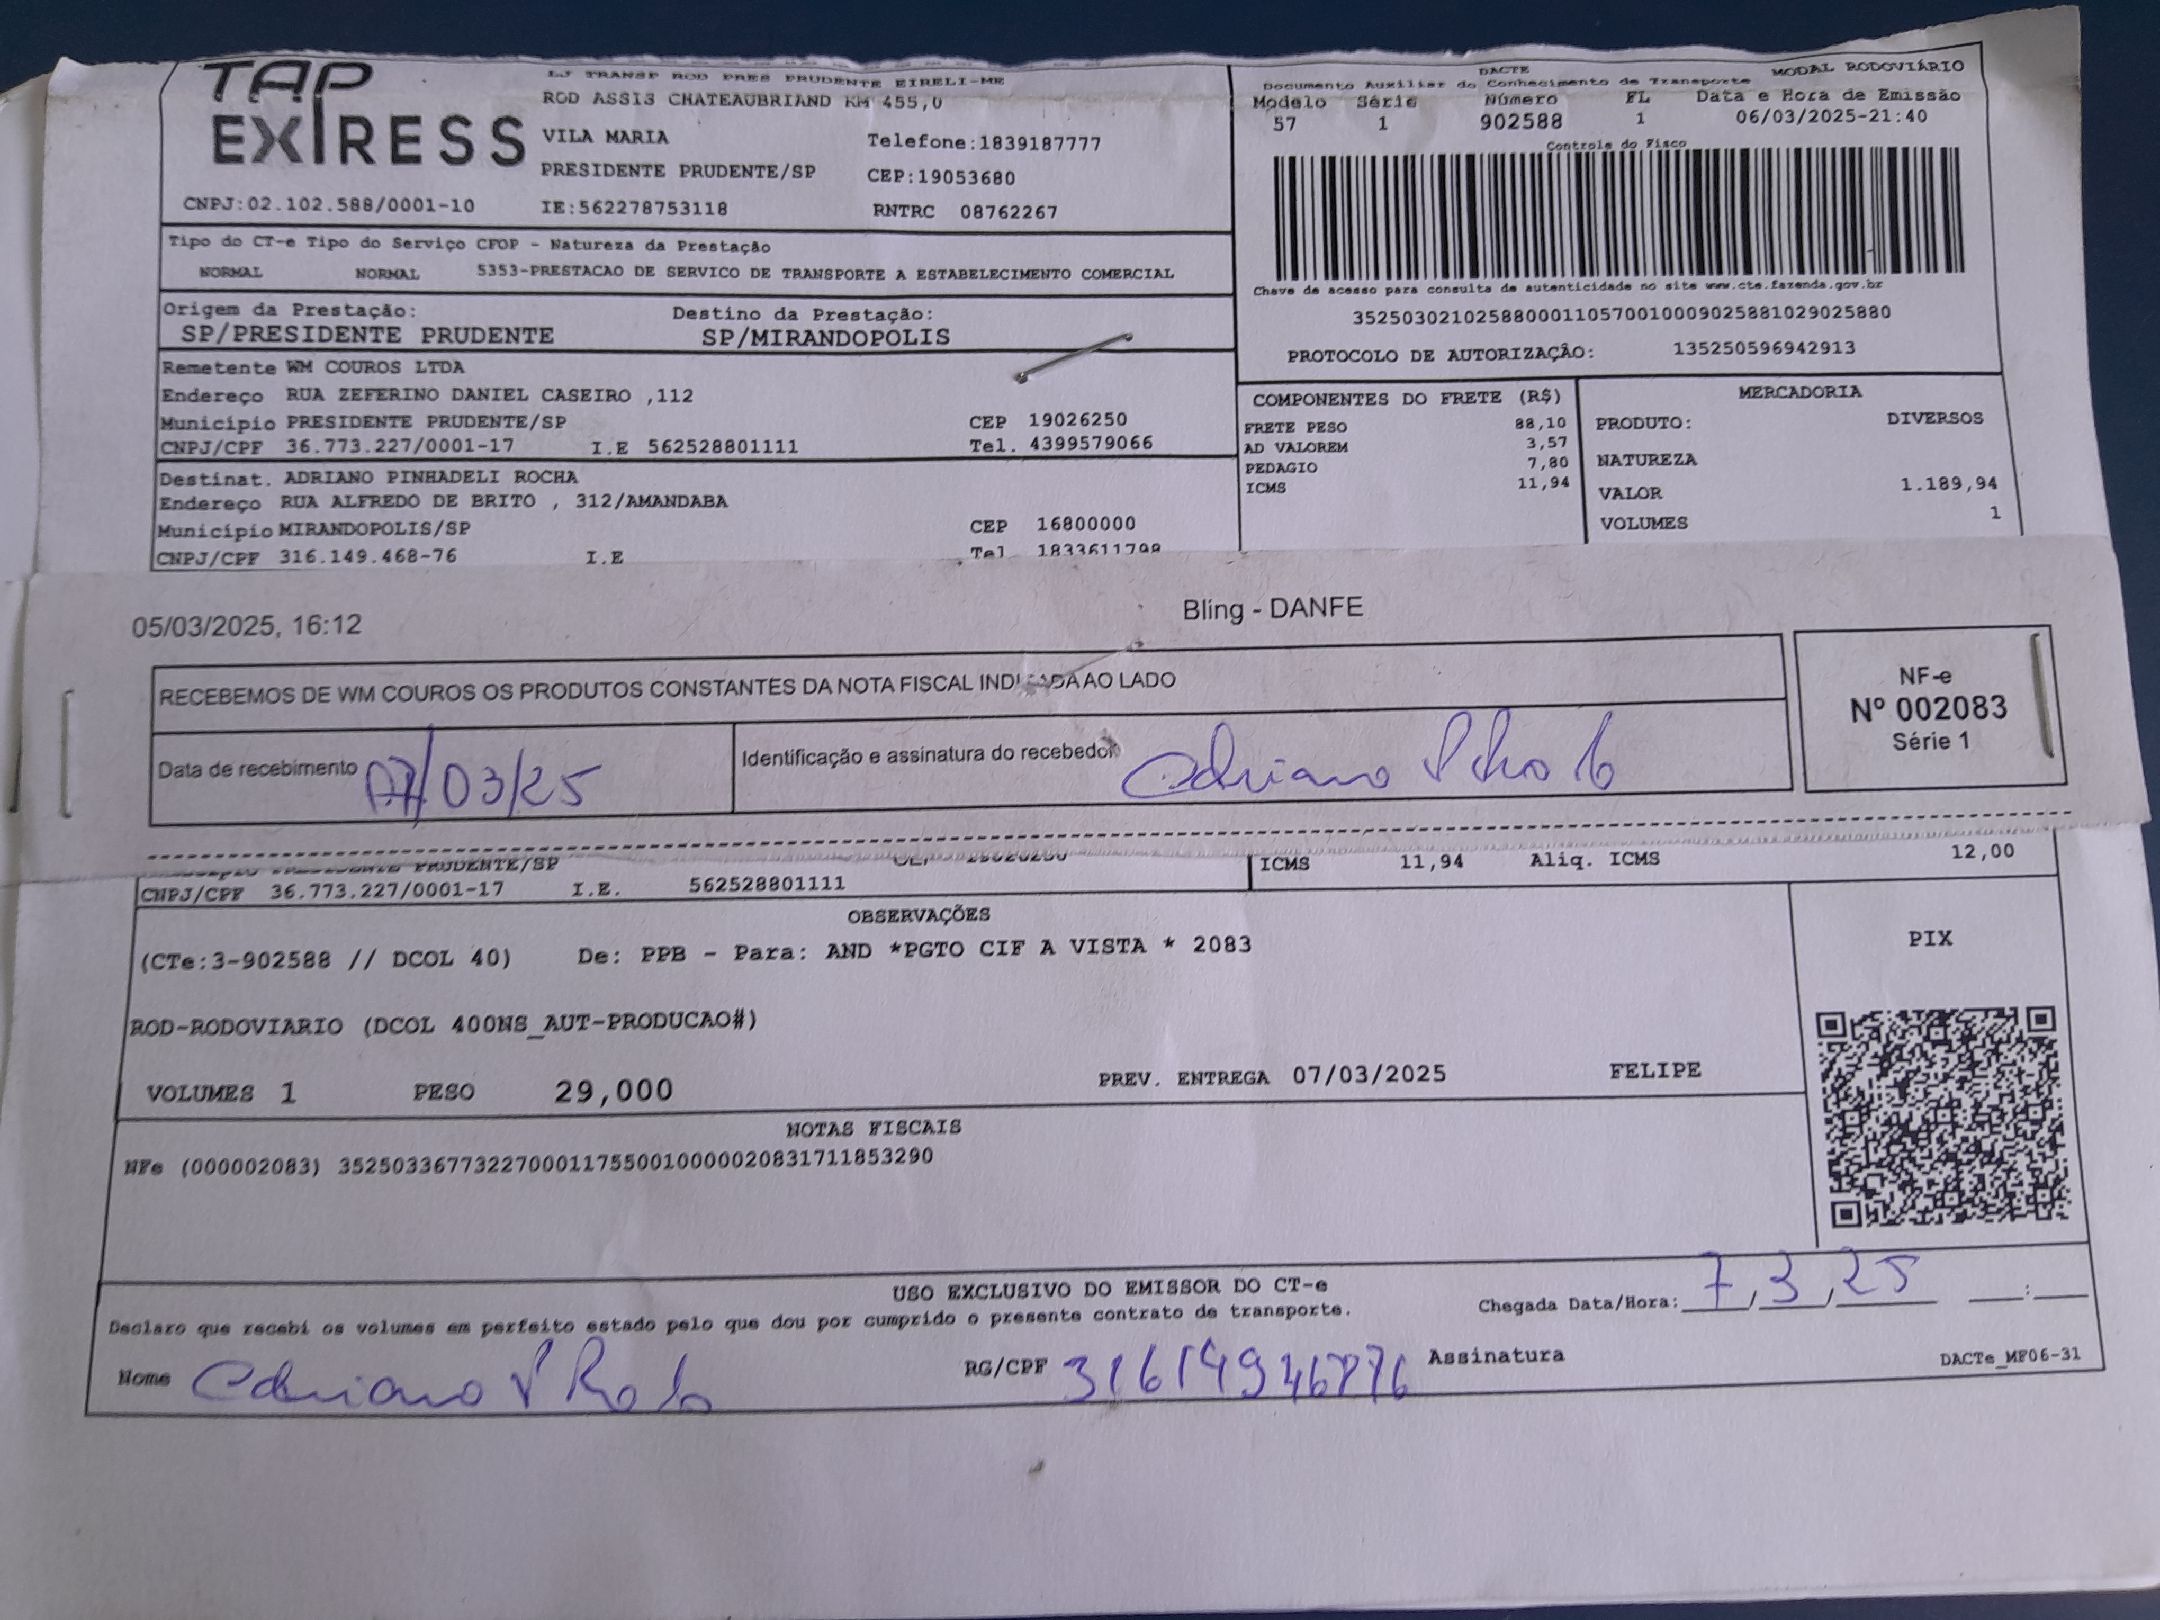 TAP
EXPRESS
LJ TRANSP ROD PRES PRUDENTE EIRELI-ME
ROD ASSIS CHATEAUBRIAND KM 455,0
VILA MARIA Telefone:1839187777
PRESIDENTE PRUDENTE/SP CEP:19053680
CNPJ:02.102.588/0001-10 IE:562278753118 RNTRC 08762267
DACTE MODAL RODOVIÁRIO
Documento Auxiliar do Conhecimento de Transporte
Modelo Série Número FL Data e Hora de Emissão
57 1 902588 1 06/03/2025-21:40
Controle do Fisco
Chave de acesso para consulta de autenticidade no site www.cte.fazenda.gov.br
35250302102588000110570010009025881029025880
PROTOCOLO DE AUTORIZAÇÃO: 135250596942913
Tipo do CT-e Tipo do Serviço CFOP - Natureza da Prestação
NORMAL NORMAL 5353-PRESTACAO DE SERVICO DE TRANSPORTE A ESTABELECIMENTO COMERCIAL
Origem da Prestação: Destino da Prestação:
SP/PRESIDENTE PRUDENTE SP/MIRANDOPOLIS
Remetente WM COUROS LTDA
Endereço RUA ZEFERINO DANIEL CASEIRO ,112
Município PRESIDENTE PRUDENTE/SP CEP 19026250
CNPJ/CPF 36.773.227/0001-17 I.E 562528801111 Tel. 4399579066
Destinat. ADRIANO PINHADELI ROCHA
Endereço RUA ALFREDO DE BRITO , 312/AMANDABA
Município MIRANDOPOLIS/SP CEP 16800000
CNPJ/CPF 316.149.468-76 I.E Tel 1833611798
COMPONENTES DO FRETE (R$)
FRETE PESO 88,10
AD VALOREM 3,57
PEDAGIO 7,80
ICMS 11,94
MERCADORIA
PRODUTO: DIVERSOS
NATUREZA
VALOR 1.189,94
VOLUMES 1
05/03/2025, 16:12 Bling - DANFE
RECEBEMOS DE WM COUROS OS PRODUTOS CONSTANTES DA NOTA FISCAL INDICADA AO LADO
Data de recebimento 07/03/25
Identificação e assinatura do recebedor Adriano P Rocha
NF-e
Nº 002083
Série 1
PRUDENTE/SP
CNPJ/CPF 36.773.227/0001-17 I.E. 562528801111
ICMS 11,94 Aliq. ICMS 12,00
OBSERVAÇÕES
(CTe:3-902588 // DCOL 40) De: PPB - Para: AND *PGTO CIF A VISTA * 2083
ROD-RODOVIARIO (DCOL 400NS_AUT-PRODUCAO#)
VOLUMES 1 PESO 29,000 PREV. ENTREGA 07/03/2025 FELIPE
PIX
NOTAS FISCAIS
NFe (000002083) 35250336773227000117550010000020831711853290
USO EXCLUSIVO DO EMISSOR DO CT-e
Declaro que recebi os volumes em perfeito estado pelo que dou por cumprido o presente contrato de transporte.
Chegada Data/Hora: 7,3,25 :
Nome Adriano P Rocha RG/CPF 31614946876 Assinatura
DACTe_MF06-31